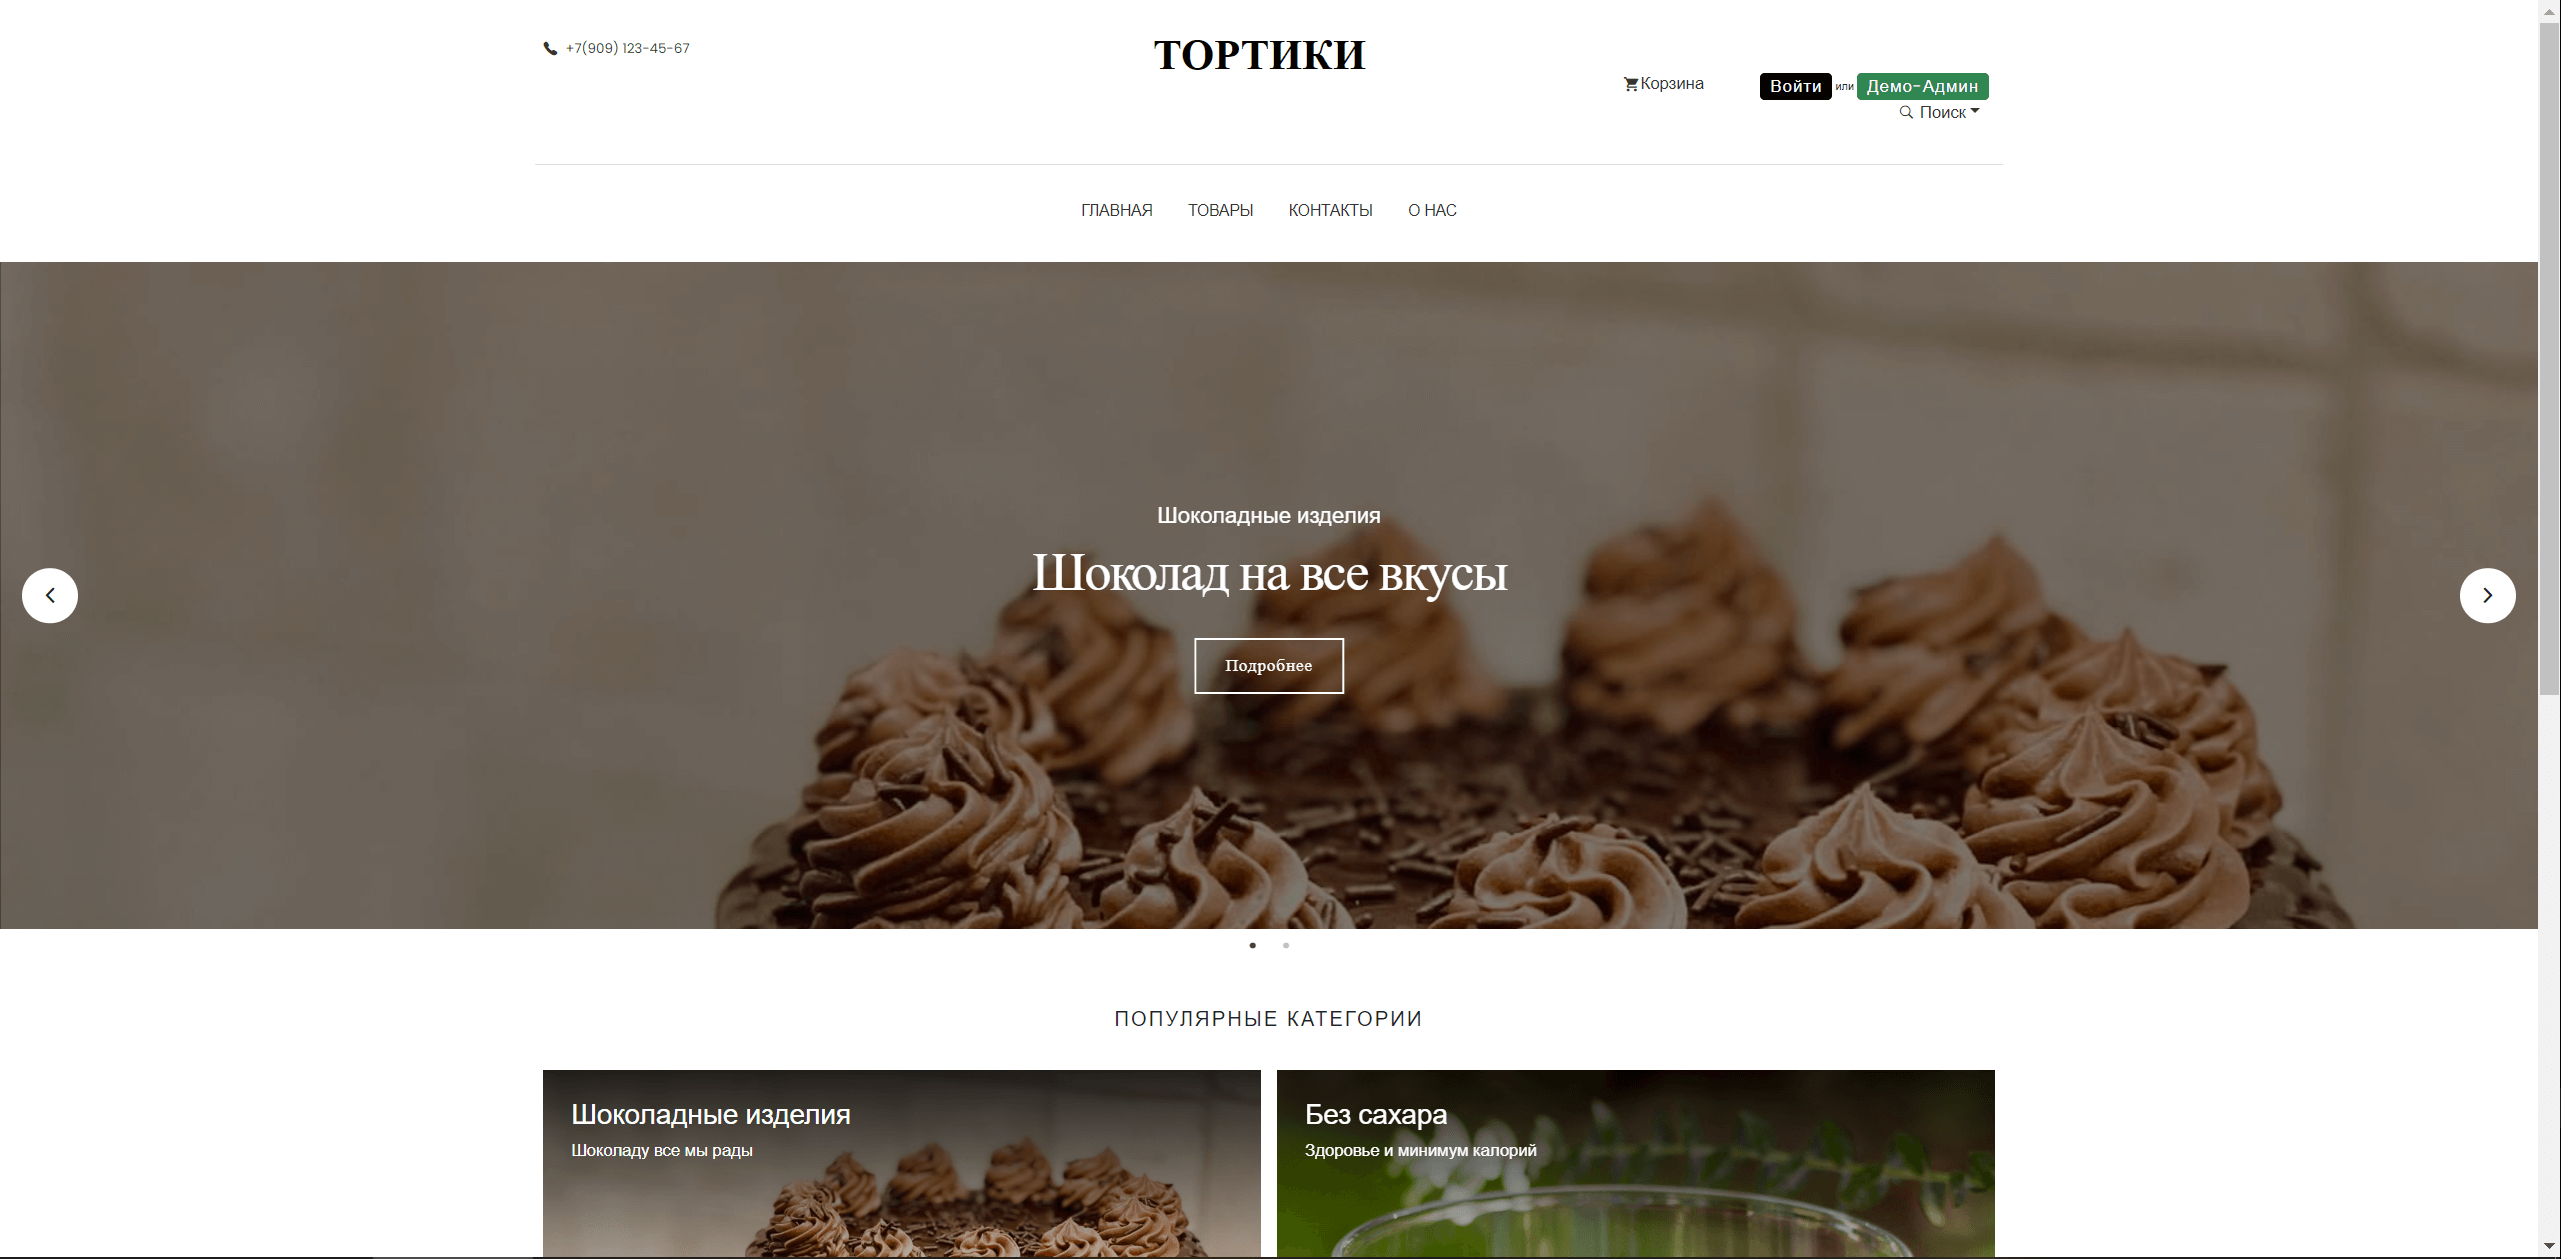 +7(909) 123-45-67
ТОРТИКИ
Корзина
Войти или Демо-Админ
Поиск
ГЛАВНАЯ ТОВАРЫ КОНТАКТЫ О НАС
Шоколадные изделия
Шоколад на все вкусы
Подробнее
ПОПУЛЯРНЫЕ КАТЕГОРИИ
Шоколадные изделия
Шоколаду все мы рады
Без сахара
Здоровье и минимум калорий